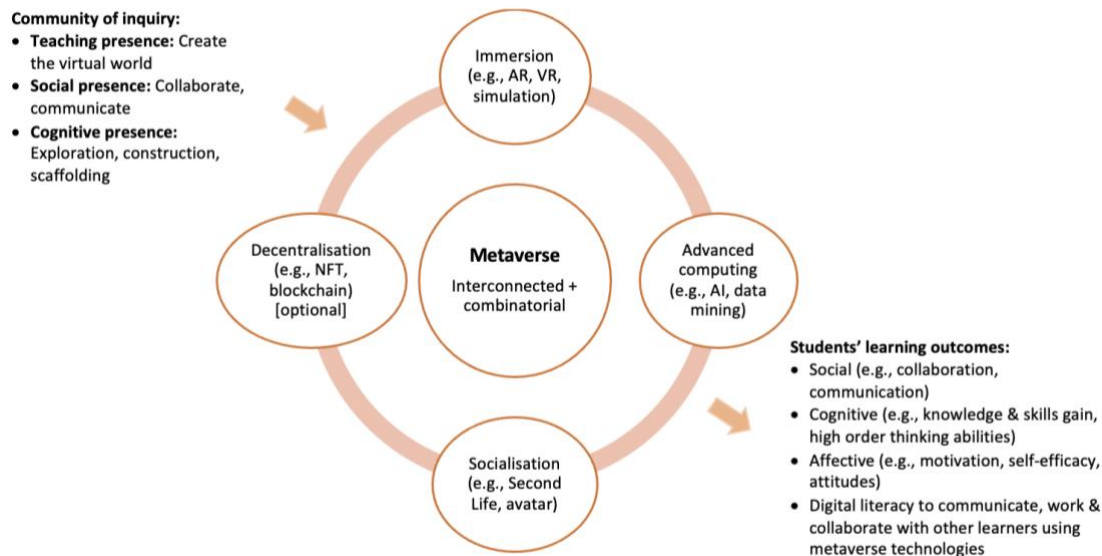 Community of inquiry:
• Teaching presence: Create
the virtual world
• Social presence: Collaborate,
communicate
• Cognitive presence:
Exploration, construction,
scaffolding
Immersion
(e.g., AR, VR,
simulation)
Decentralisation
(e.g., NFT,
blockchain)
[optional]
Metaverse
Interconnected +
combinatorial
Advanced
computing
(e.g., AI, data
mining)
Socialisation
(e.g., Second
Life, avatar)
Students’ learning outcomes:
• Social (e.g., collaboration,
communication)
• Cognitive (e.g., knowledge & skills gain,
high order thinking abilities)
• Affective (e.g., motivation, self-efficacy,
attitudes)
• Digital literacy to communicate, work &
collaborate with other learners using
metaverse technologies